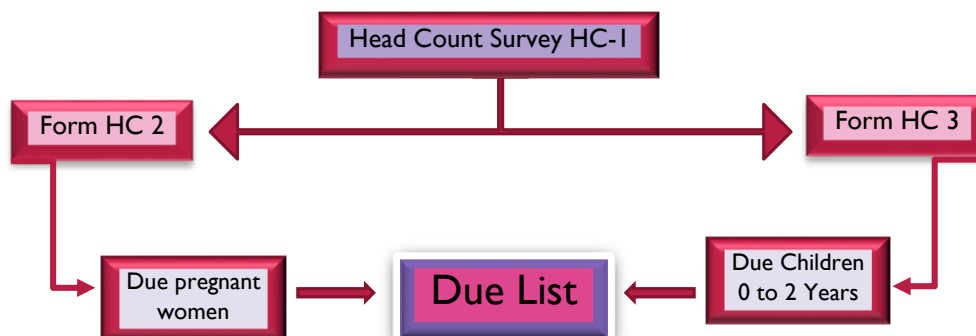 Head Count Survey HC-1
Form HC 2
Form HC 3
Due pregnant
women
Due List
Due Children
0 to 2 Years